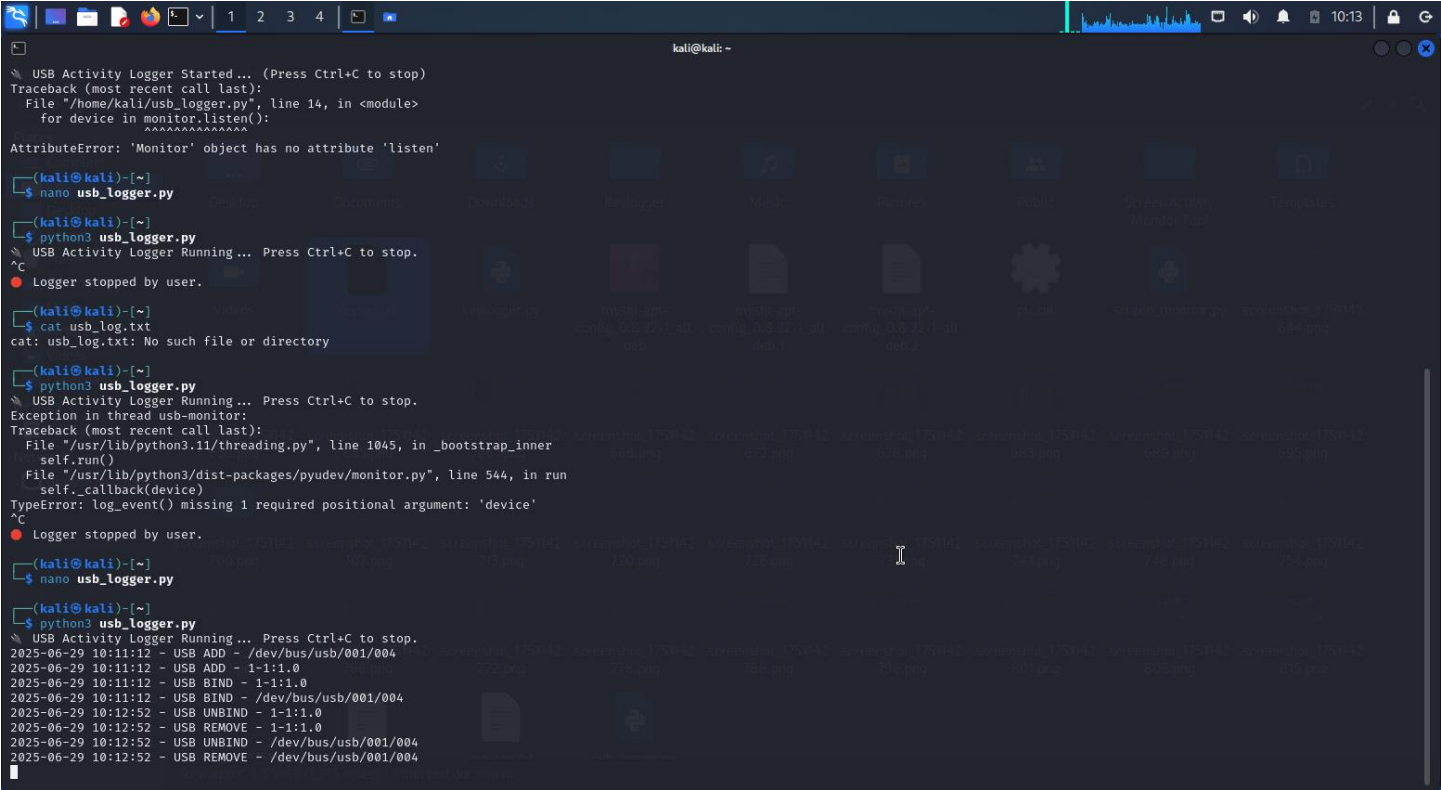 1 2 3 4
10:13
kali@kali: ~
USB Activity Logger Started... (Press Ctrl+C to stop)
Traceback (most recent call last):
File "/home/kali/usb_logger.py", line 14, in <module>
for device in monitor.listen():
^^^^^^^^^^^^^^
AttributeError: 'Monitor' object has no attribute 'listen'
┌──(kali㉿kali)-[~]
└─$ nano usb_logger.py
┌──(kali㉿kali)-[~]
└─$ python3 usb_logger.py
USB Activity Logger Running... Press Ctrl+C to stop.
^C
Logger stopped by user.
┌──(kali㉿kali)-[~]
└─$ cat usb_log.txt
cat: usb_log.txt: No such file or directory
┌──(kali㉿kali)-[~]
└─$ python3 usb_logger.py
USB Activity Logger Running... Press Ctrl+C to stop.
Exception in thread usb-monitor:
Traceback (most recent call last):
File "/usr/lib/python3.11/threading.py", line 1045, in _bootstrap_inner
self.run()
File "/usr/lib/python3/dist-packages/pyudev/monitor.py", line 544, in run
self._callback(device)
TypeError: log_event() missing 1 required positional argument: 'device'
^C
Logger stopped by user.
┌──(kali㉿kali)-[~]
└─$ nano usb_logger.py
┌──(kali㉿kali)-[~]
└─$ python3 usb_logger.py
USB Activity Logger Running... Press Ctrl+C to stop.
2025-06-29 10:11:12 - USB ADD - /dev/bus/usb/001/004
2025-06-29 10:11:12 - USB ADD - 1-1:1.0
2025-06-29 10:11:12 - USB BIND - 1-1:1.0
2025-06-29 10:11:12 - USB BIND - /dev/bus/usb/001/004
2025-06-29 10:12:52 - USB UNBIND - 1-1:1.0
2025-06-29 10:12:52 - USB REMOVE - 1-1:1.0
2025-06-29 10:12:52 - USB UNBIND - /dev/bus/usb/001/004
2025-06-29 10:12:52 - USB REMOVE - /dev/bus/usb/001/004